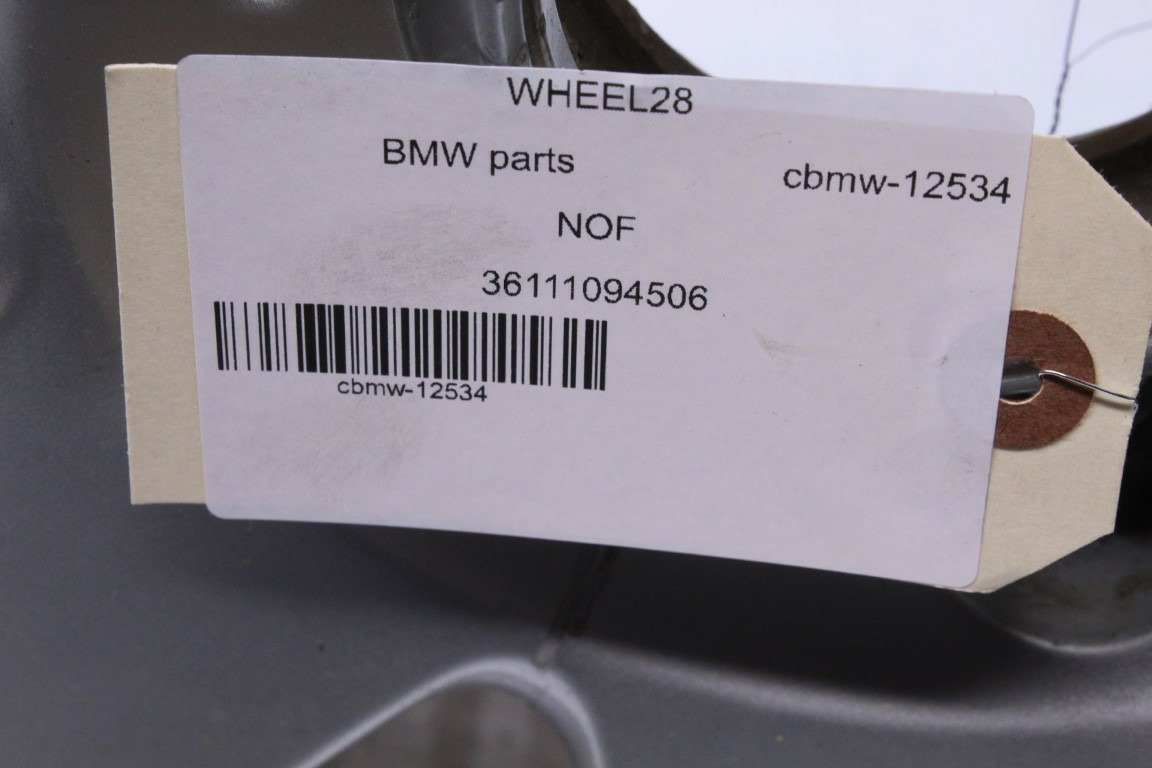 WHEEL28
BMW parts
cbmw-12534
NOF
36111094506
cbmw-12534